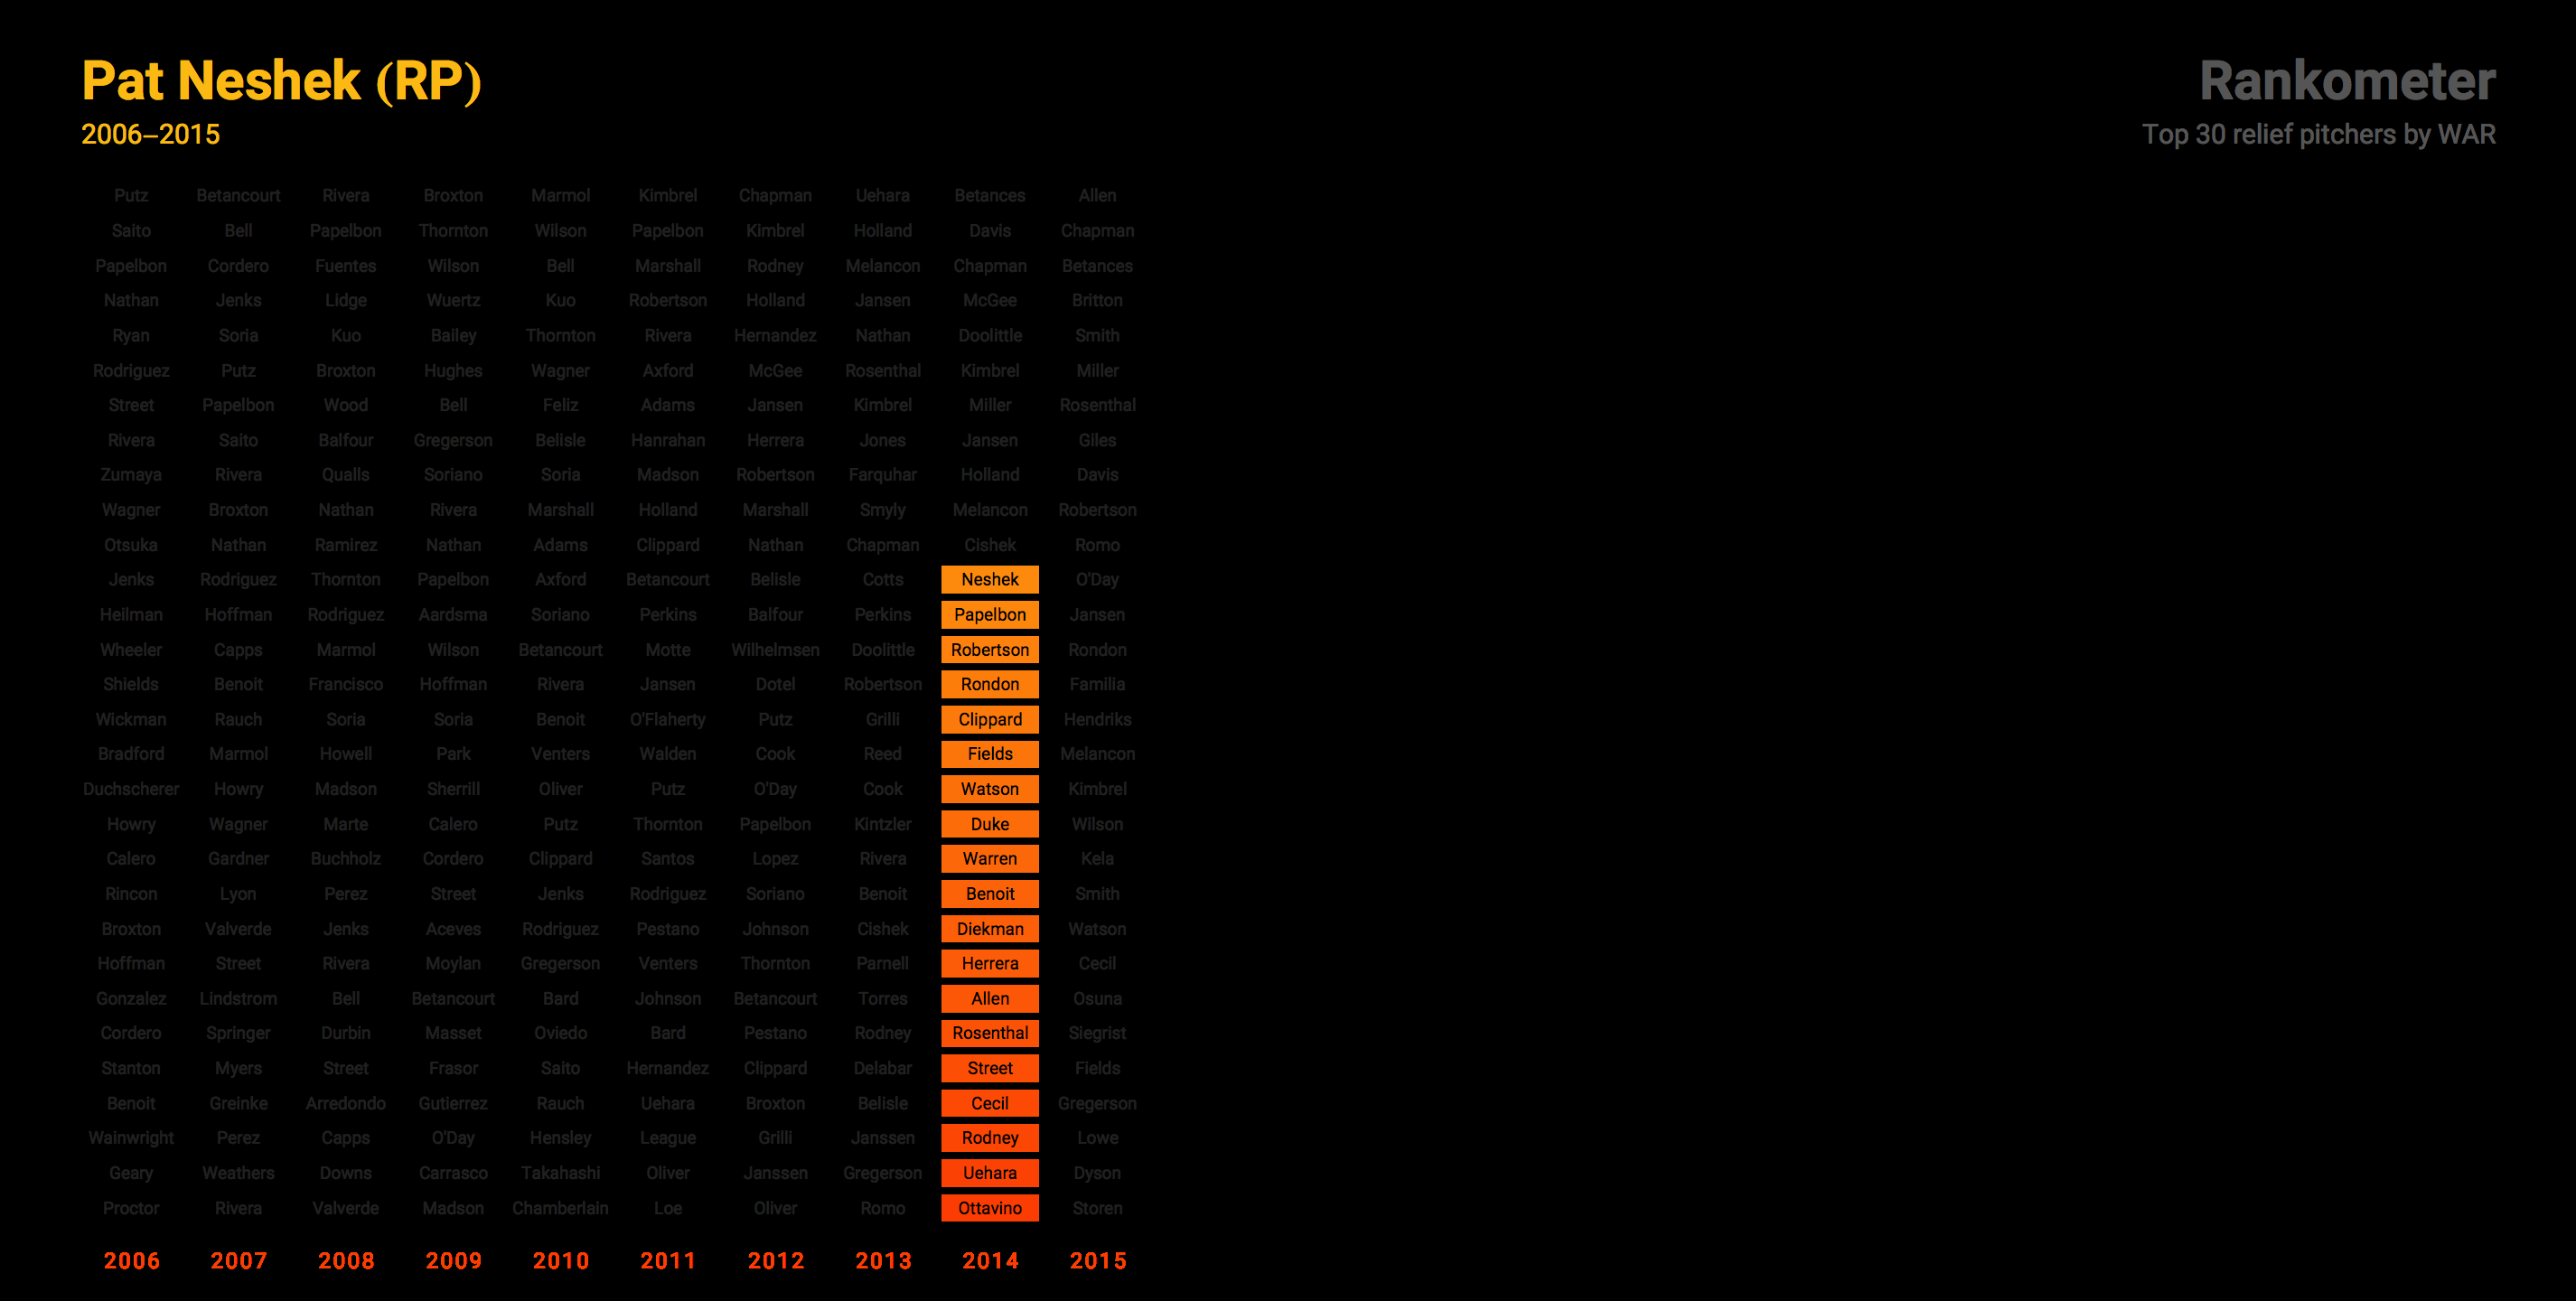 Pat Neshek (RP)
2006–2015
Rankometer
Top 30 relief pitchers by WAR
Putz Betancourt Rivera Broxton Marmol Kimbrel Chapman Uehara Betances Allen
Saito Bell Papelbon Thornton Wilson Papelbon Kimbrel Holland Davis Chapman
Papelbon Cordero Fuentes Wilson Bell Marshall Rodney Melancon Chapman Betances
Nathan Jenks Lidge Wuertz Kuo Robertson Holland Jansen McGee Britton
Ryan Soria Kuo Bailey Thornton Rivera Hernandez Nathan Doolittle Smith
Rodriguez Putz Broxton Hughes Wagner Axford McGee Rosenthal Kimbrel Miller
Street Papelbon Wood Bell Feliz Adams Jansen Kimbrel Miller Rosenthal
Rivera Saito Balfour Gregerson Belisle Hanrahan Herrera Jones Jansen Giles
Zumaya Rivera Qualls Soriano Soria Madson Robertson Farquhar Holland Davis
Wagner Broxton Nathan Rivera Marshall Holland Marshall Smyly Melancon Robertson
Otsuka Nathan Ramirez Nathan Adams Clippard Nathan Chapman Cishek Romo
Jenks Rodriguez Thornton Papelbon Axford Betancourt Belisle Cotts Neshek O'Day
Heilman Hoffman Rodriguez Aardsma Soriano Perkins Balfour Perkins Papelbon Jansen
Wheeler Capps Marmol Wilson Betancourt Motte Wilhelmsen Doolittle Robertson Rondon
Shields Benoit Francisco Hoffman Rivera Jansen Dotel Robertson Rondon Familia
Wickman Rauch Soria Soria Benoit O'Flaherty Putz Grilli Clippard Hendriks
Bradford Marmol Howell Park Venters Walden Cook Reed Fields Melancon
Duchscherer Howry Madson Sherrill Oliver Putz O'Day Cook Watson Kimbrel
Howry Wagner Marte Calero Putz Thornton Papelbon Kintzler Duke Wilson
Calero Gardner Buchholz Cordero Clippard Santos Lopez Rivera Warren Kela
Rincon Lyon Perez Street Jenks Rodriguez Soriano Benoit Benoit Smith
Broxton Valverde Jenks Aceves Rodriguez Pestano Johnson Cishek Diekman Watson
Hoffman Street Rivera Moylan Gregerson Venters Thornton Parnell Herrera Cecil
Gonzalez Lindstrom Bell Betancourt Bard Johnson Betancourt Torres Allen Osuna
Cordero Springer Durbin Masset Oviedo Bard Pestano Rodney Rosenthal Siegrist
Stanton Myers Street Frasor Saito Hernandez Clippard Delabar Street Fields
Benoit Greinke Arredondo Gutierrez Rauch Uehara Broxton Belisle Cecil Gregerson
Wainwright Perez Capps O'Day Hensley League Grilli Janssen Rodney Lowe
Geary Weathers Downs Carrasco Takahashi Oliver Janssen Gregerson Uehara Dyson
Proctor Rivera Valverde Madson Chamberlain Loe Oliver Romo Ottavino Storen
2006 2007 2008 2009 2010 2011 2012 2013 2014 2015